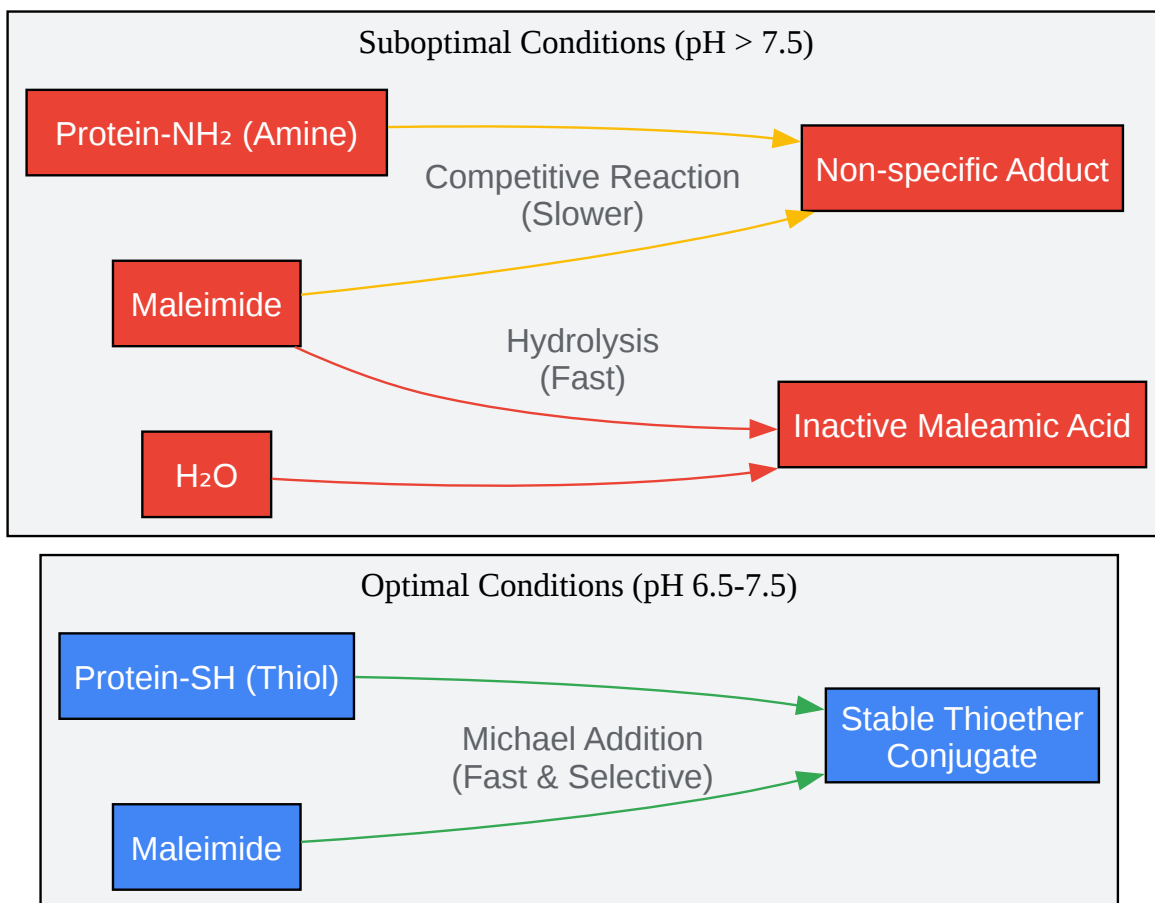 Suboptimal Conditions (pH > 7.5)
Protein-NH₂ (Amine)
Competitive Reaction
(Slower)
Non-specific Adduct
Maleimide
Hydrolysis
(Fast)
Inactive Maleamic Acid
H₂O
Optimal Conditions (pH 6.5-7.5)
Protein-SH (Thiol)
Michael Addition
(Fast & Selective)
Stable Thioether
Conjugate
Maleimide